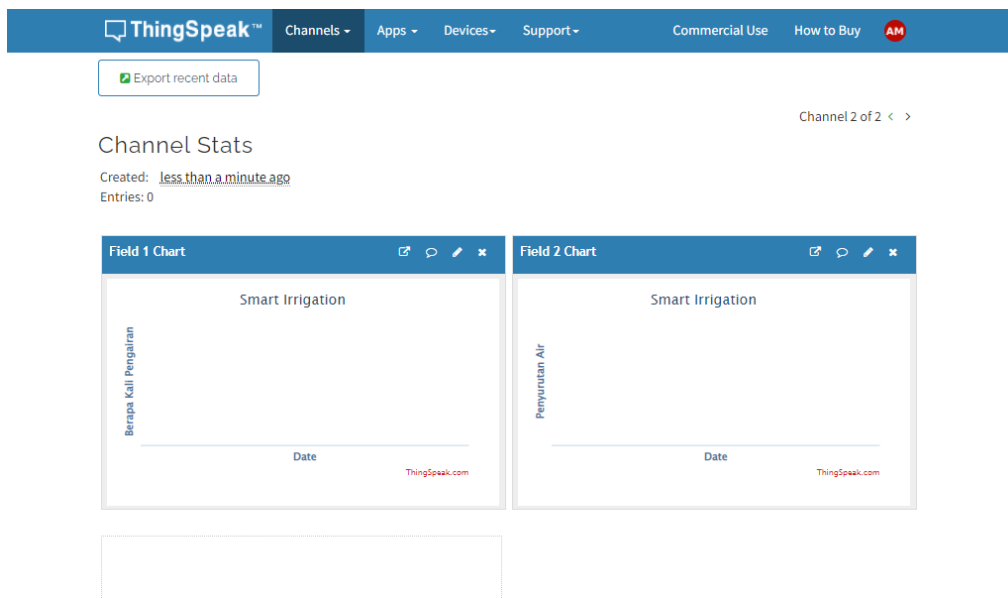 ThingSpeak™ Channels Apps Devices Support Commercial Use How to Buy AM
Export recent data
Channel 2 of 2 < >
Channel Stats
Created: less than a minute ago
Entries: 0
Field 1 Chart
Smart Irrigation
Berapa Kali Pengairan
Date
ThingSpeak.com
Field 2 Chart
Smart Irrigation
Penyurutan Air
Date
ThingSpeak.com